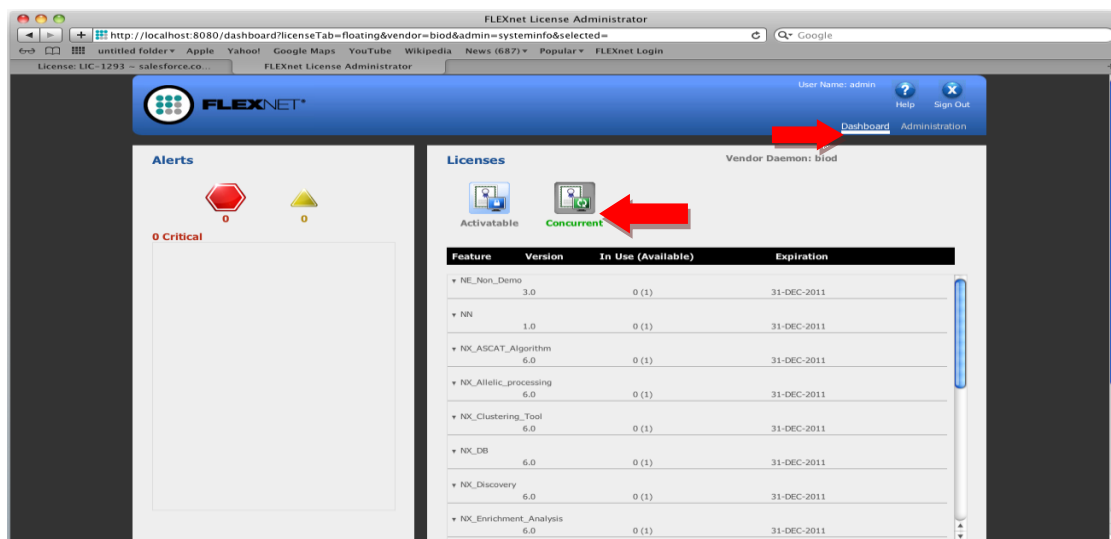 FLEXnet License Administrator
http://localhost:8080/dashboard?licenseTab=floating&vendor=biod&admin=systeminfo&selected=
Google
untitled folder Apple Yahoo! Google Maps YouTube Wikipedia News (687) Popular FLEXnet Login
License: LIC-1293 – salesforce.co...
FLEXnet License Administrator
User Name: admin
FLEXNET
Help
Sign Out
Dashboard
Administration
Alerts
0
0
0 Critical
Licenses
Vendor Daemon: biod
Activatable
Concurrent
Feature Version In Use (Available) Expiration
NE_Non_Demo
3.0 0 (1) 31-DEC-2011
NN
1.0 0 (1) 31-DEC-2011
NX_ASCAT_Algorithm
6.0 0 (1) 31-DEC-2011
NX_Allelic_processing
6.0 0 (1) 31-DEC-2011
NX_Clustering_Tool
6.0 0 (1) 31-DEC-2011
NX_DB
6.0 0 (1) 31-DEC-2011
NX_Discovery
6.0 0 (1) 31-DEC-2011
NX_Enrichment_Analysis
6.0 0 (1) 31-DEC-2011